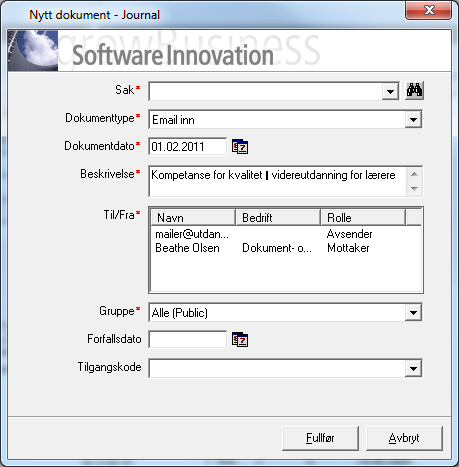 Nytt dokument - Journal
growBusiness
Software Innovation
Sak*
Dokumenttype* Email inn
Dokumentdato* 01.02.2011
Beskrivelse* Kompetanse for kvalitet I videreutdanning for lærere
Til/Fra* Navn Bedrift Rolle
mailer@utdan... Avsender
Beathe Olsen Dokument- o... Mottaker
Gruppe* Alle (Public)
Forfallsdato
Tilgangskode
Fullfør Avbryt